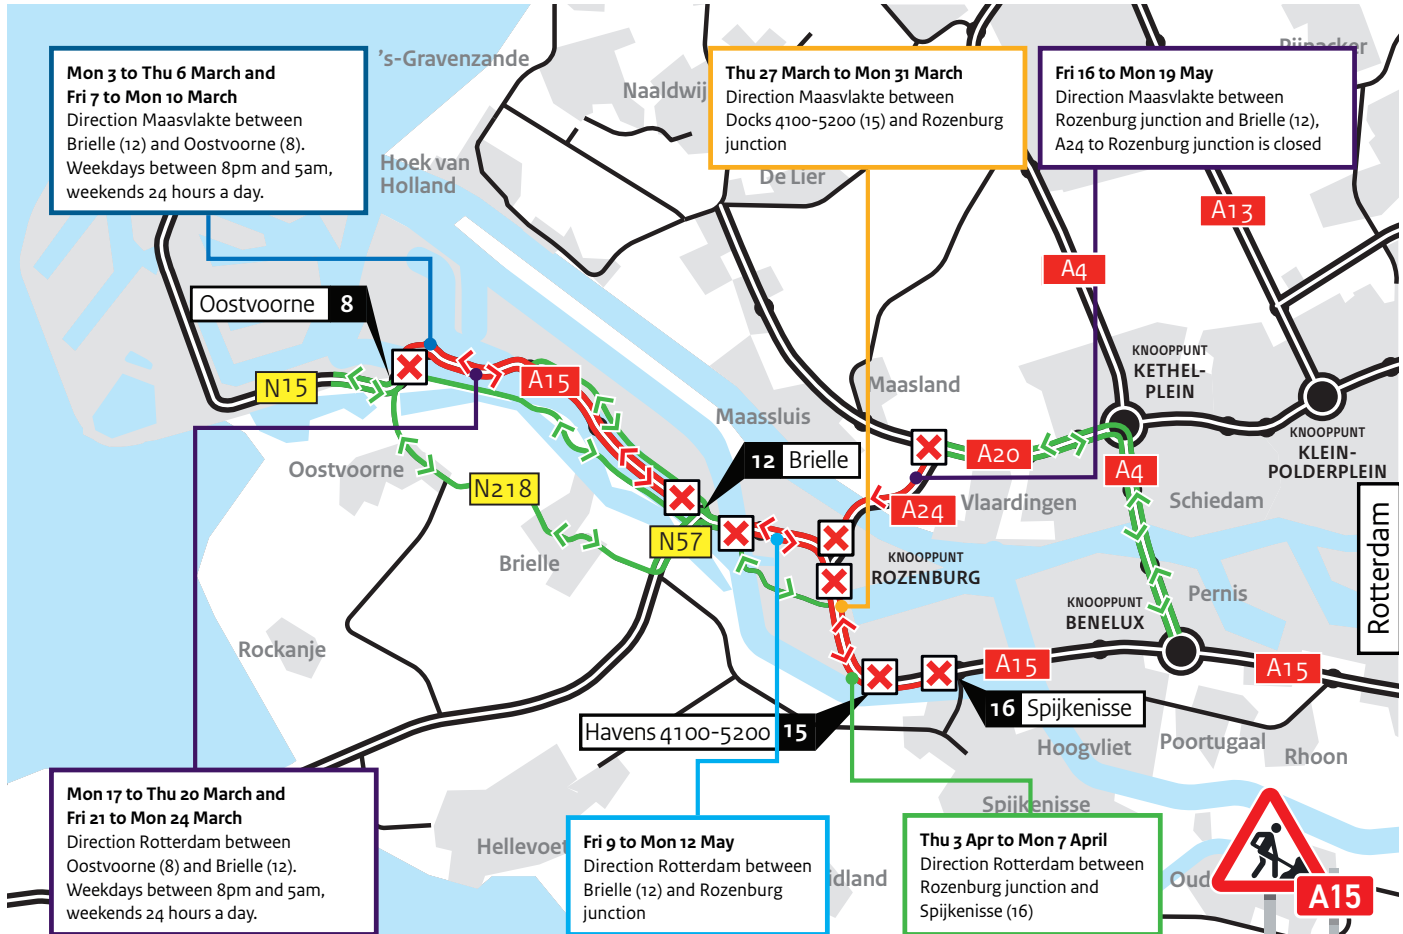 Mon 3 to Thu 6 March and
Fri 7 to Mon 10 March
Direction Maasvlakte between
Brielle (12) and Oostvoorne (8).
Weekdays between 8pm and 5am,
weekends 24 hours a day.
's-Gravenzande
Naaldwij
Hoek van
Holland
Thu 27 March to Mon 31 March
Direction Maasvlakte between
Docks 4100-5200 (15) and Rozenburg
junction
De Lier
Pijnacker
Fri 16 to Mon 19 May
Direction Maasvlakte between
Rozenburg junction and Brielle (12),
A24 to Rozenburg junction is closed
A13
A4
Oostvoorne 8
N15
A15
KNOOPPUNT
KETHEL-
PLEIN
Maasland
Maassluis
KNOOPPUNT
KLEIN-
POLDERPLEIN
12 Brielle
A20
A4
Oostvoorne
N218
Vlaardingen
Schiedam
A24
N57
Brielle
KNOOPPUNT
ROZENBURG
Rotterdam
Pernis
KNOOPPUNT
BENELUX
Rockanje
A15
A15
16 Spijkenisse
Havens 4100-5200 15
Hoogvliet
Poortugaal
Rhoon
Spijkenisse
Mon 17 to Thu 20 March and
Fri 21 to Mon 24 March
Direction Rotterdam between
Oostvoorne (8) and Brielle (12).
Weekdays between 8pm and 5am,
weekends 24 hours a day.
Hellevoet
Fri 9 to Mon 12 May
Direction Rotterdam between
Brielle (12) and Rozenburg
junction
idland
Thu 3 Apr to Mon 7 April
Direction Rotterdam between
Rozenburg junction and
Spijkenisse (16)
Oud
A15